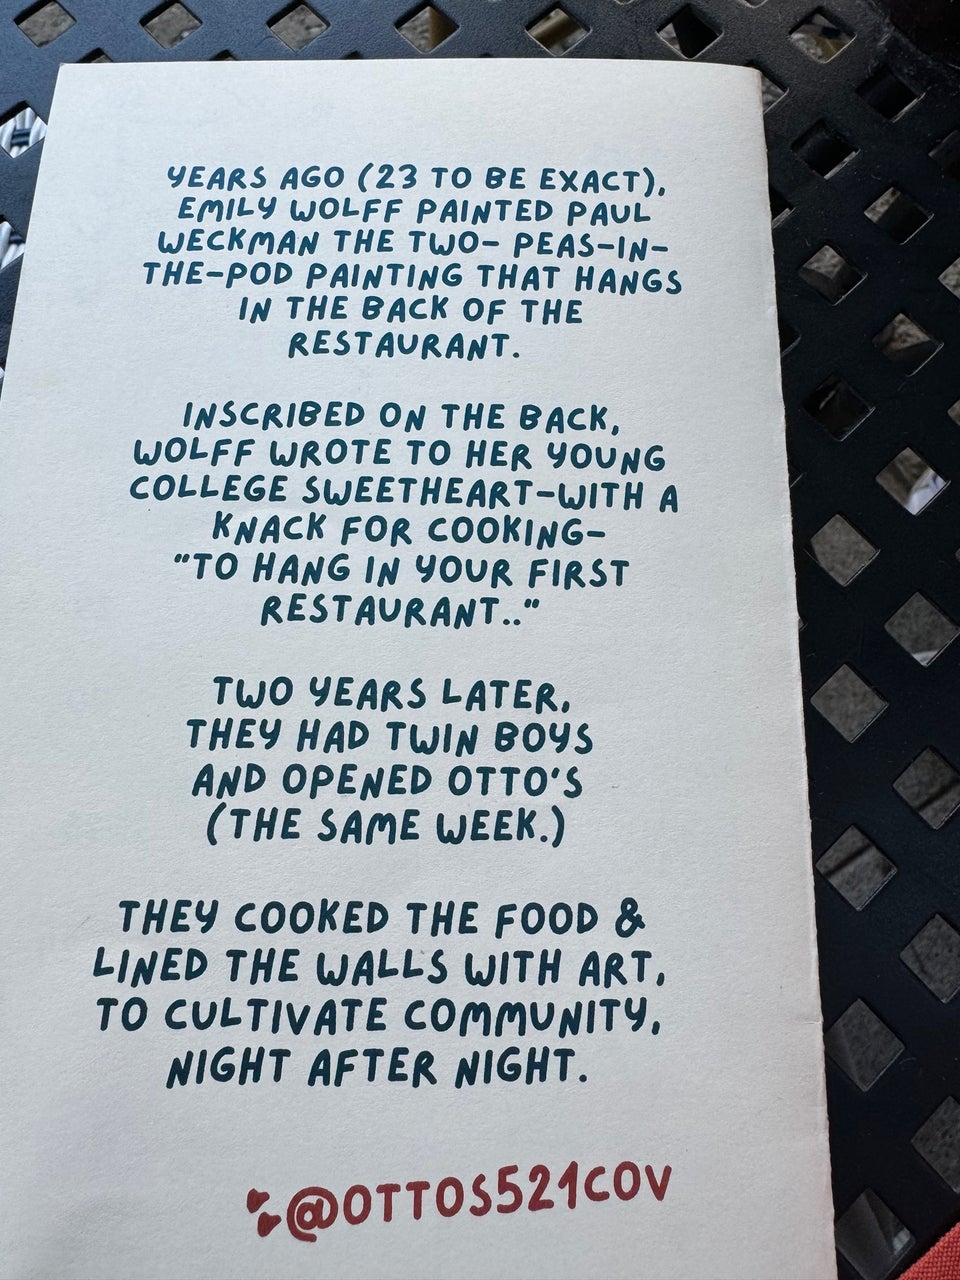 YEARS AGO (23 TO BE EXACT),
EMILY WOLFF PAINTED PAUL
WECKMAN THE TWO- PEAS-IN-
THE-POD PAINTING THAT HANGS
IN THE BACK OF THE
RESTAURANT.
INSCRIBED ON THE BACK,
WOLFF WROTE TO HER YOUNG
COLLEGE SWEETHEART-WITH A
KNACK FOR COOKING-
"TO HANG IN YOUR FIRST
RESTAURANT.."
TWO YEARS LATER,
THEY HAD TWIN BOYS
AND OPENED OTTO'S
(THE SAME WEEK.)
THEY COOKED THE FOOD &
LINED THE WALLS WITH ART,
TO CULTIVATE COMMUNITY,
NIGHT AFTER NIGHT.
@OTTOS521COV